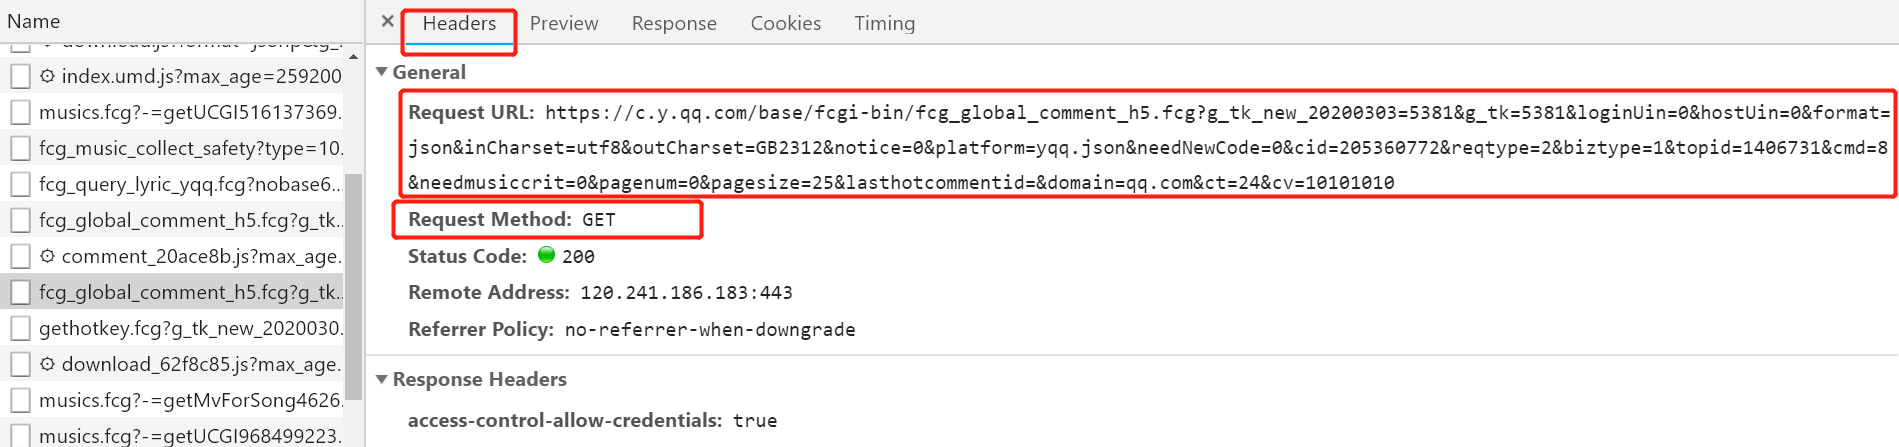 Name
index.umd.js?max_age=259200
musics.fcg?-=getUCGI516137369.
fcg_music_collect_safety?type=10.
fcg_query_lyric_yqq.fcg?nobase6...
fcg_global_comment_h5.fcg?g_tk..
comment_20ace8b.js?max_age.
fcg_global_comment_h5.fcg?g_tk..
gethotkey.fcg?g_tk_new_2020030.
download_62f8c85.js?max_age.
musics.fcg?-=getMvForSong4626.
musics.fcg?-=getUCGI968499223.
× Headers Preview Response Cookies Timing
General
Request URL: https://c.y.qq.com/base/fcgi-bin/fcg_global_comment_h5.fcg?g_tk_new_20200303=5381&g_tk=5381&loginUin=0&hostUin=0&format=
json&inCharset=utf8&outCharset=GB2312&notice=0&platform=yqq.json&needNewCode=0&cid=205360772&reqtype=2&biztype=1&topid=1406731&cmd=8
&needmusiccrit=0&pagenum=0&pagesize=25&lasthotcommentid=&domain=qq.com&ct=24&cv=10101010
Request Method: GET
Status Code: 200
Remote Address: 120.241.186.183:443
Referrer Policy: no-referrer-when-downgrade
Response Headers
access-control-allow-credentials: true